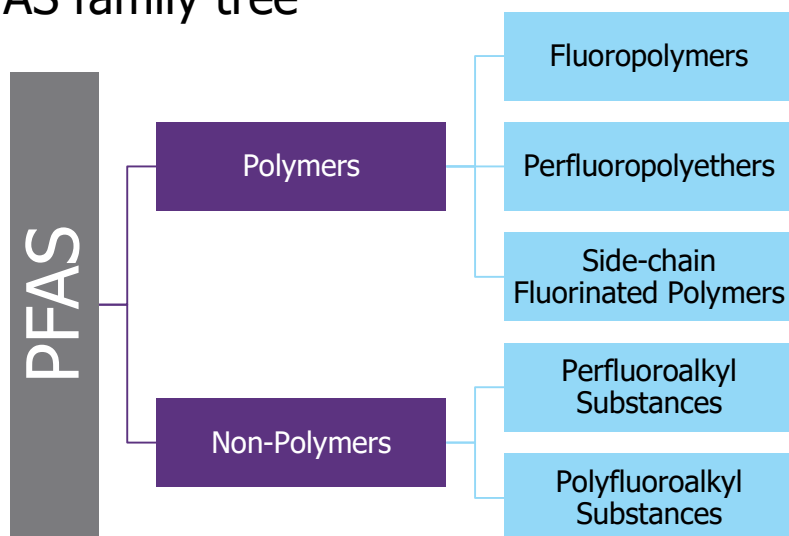 AS family tree
PFAS
Polymers
Fluoropolymers
Perfluoropolyethers
Side-chain
Fluorinated Polymers
Non-Polymers
Perfluoroalkyl
Substances
Polyfluoroalkyl
Substances